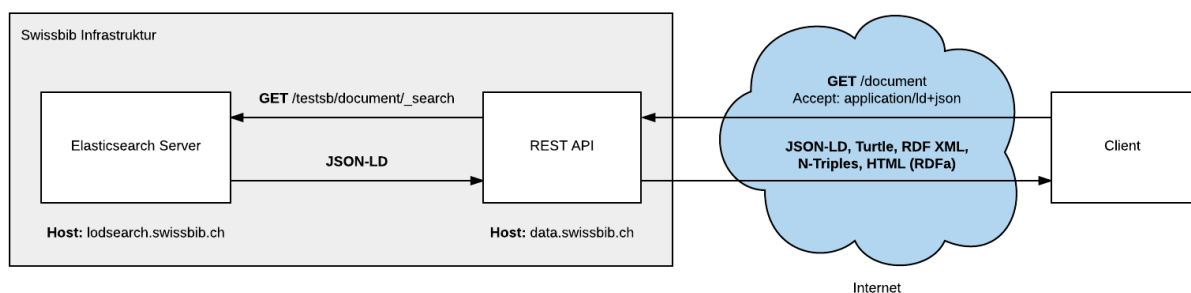 Swissbib Infrastruktur
GET /testsb/document/_search
Elasticsearch Server
REST API
JSON-LD
Host: lodsearch.swissbib.ch
Host: data.swissbib.ch
GET /document
Accept: application/ld+json
JSON-LD, Turtle, RDF XML,
N-Triples, HTML (RDFa)
Client
Internet